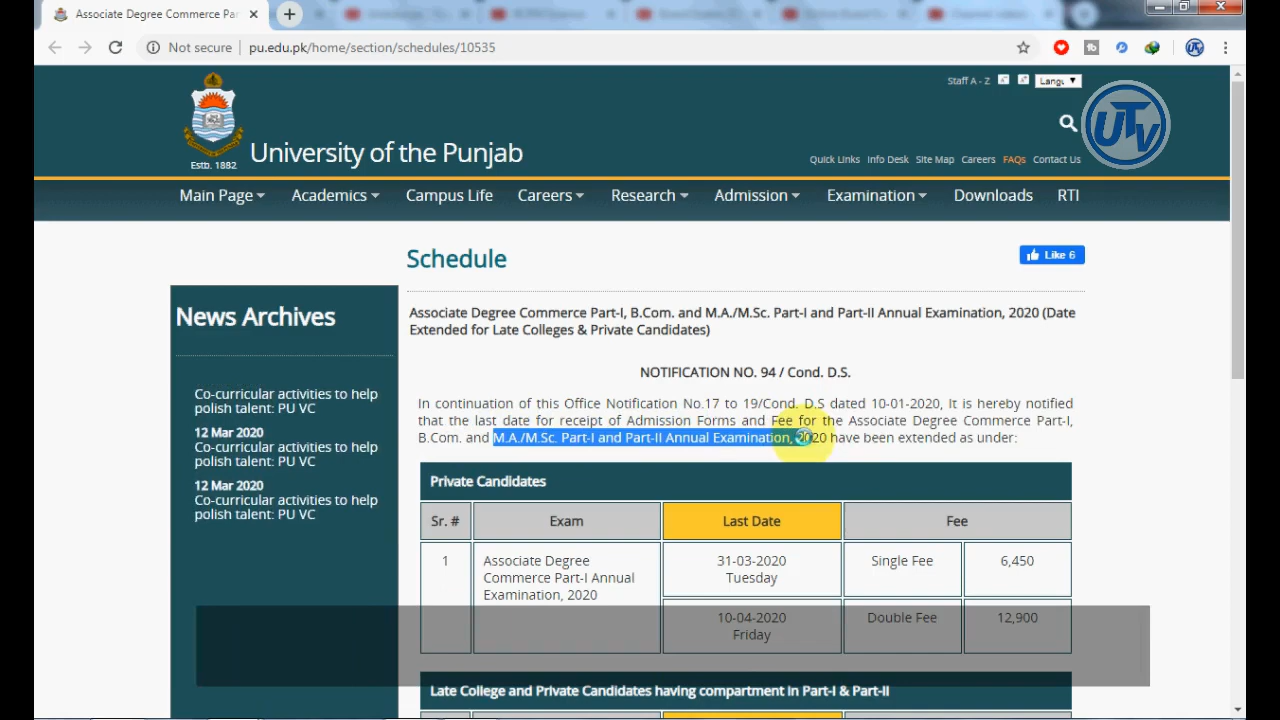 Associate Degree Commerce Par
Not secure | pu.edu.pk/home/section/schedules/10535
Staff A - Z
UTV
Estb. 1882
University of the Punjab
Quick Links Info Desk Site Map Careers FAQs Contact Us
Main Page Academics Campus Life Careers Research Admission Examination Downloads RTI
Schedule
Like 6
News Archives
Co-curricular activities to help
polish talent: PU VC
12 Mar 2020
Co-curricular activities to help
polish talent: PU VC
12 Mar 2020
Co-curricular activities to help
polish talent: PU VC
Associate Degree Commerce Part-I, B.Com. and M.A./M.Sc. Part-I and Part-II Annual Examination, 2020 (Date
Extended for Late Colleges & Private Candidates)
NOTIFICATION NO. 94 / Cond. D.S.
In continuation of this Office Notification No.17 to 19/Cond. D.S dated 10-01-2020, It is hereby notified
that the last date for receipt of Admission Forms and Fee for the Associate Degree Commerce Part-I,
B.Com. and M.A./M.Sc. Part-I and Part-II Annual Examination, 2020 have been extended as under:
Private Candidates
Sr. # Exam Last Date Fee
1 Associate Degree Commerce Part-I Annual Examination, 2020
31-03-2020 Tuesday Single Fee 6,450
10-04-2020 Friday Double Fee 12,900
Late College and Private Candidates having compartment in Part-I & Part-II